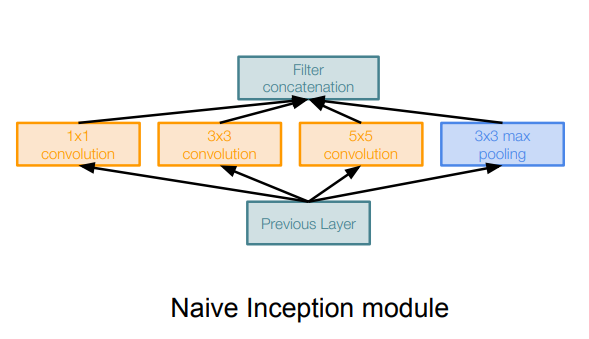 Filter
concatenation
1x1
convolution
3x3
convolution
5x5
convolution
3x3 max
pooling
Previous Layer
Naive Inception module